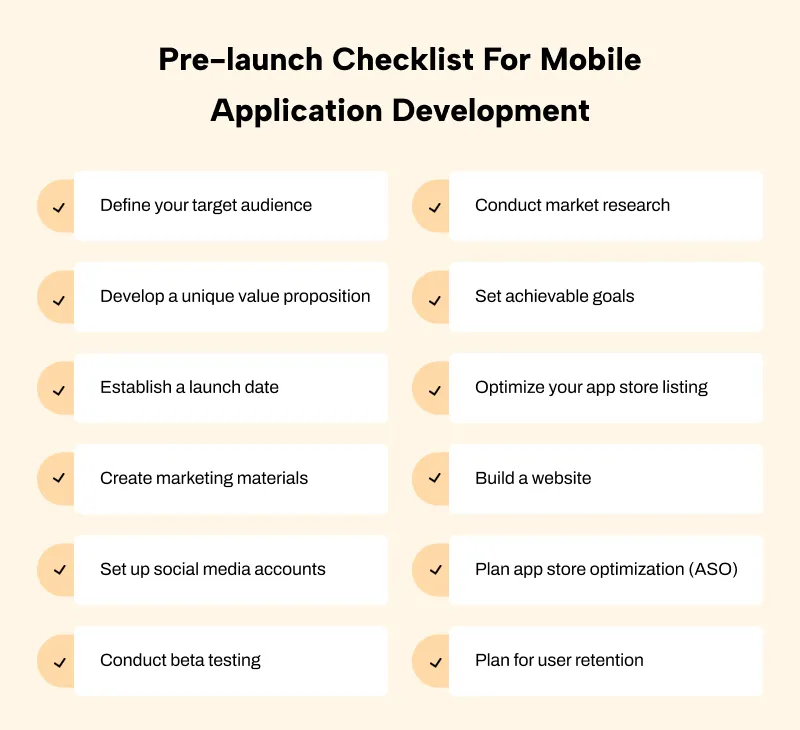 Pre-launch Checklist For Mobile
Application Development
Define your target audience
Conduct market research
Develop a unique value proposition
Set achievable goals
Establish a launch date
Optimize your app store listing
Create marketing materials
Build a website
Set up social media accounts
Plan app store optimization (ASO)
Conduct beta testing
Plan for user retention